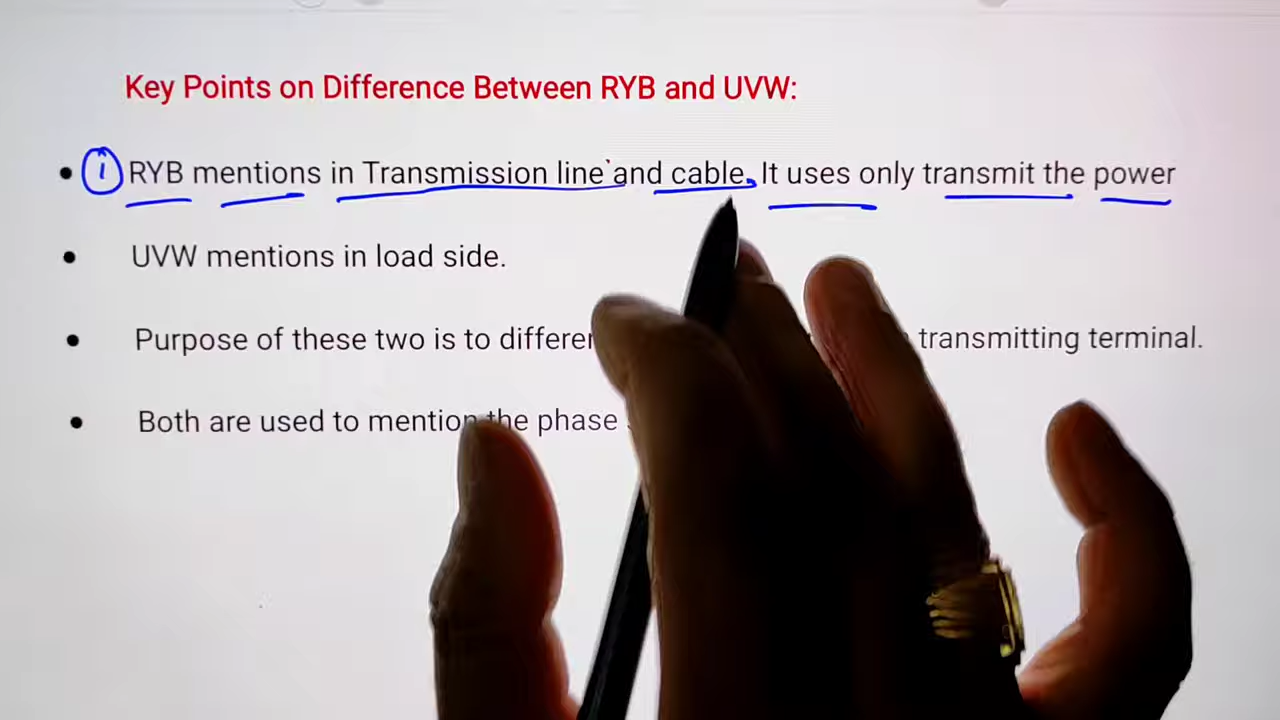 Key Points on Difference Between RYB and UVW:
• 1 RYB mentions in Transmission line and cable. It uses only transmit the power
• UVW mentions in load side.
• Purpose of these two is to transmitting terminal.
• Both are used to mention the phase